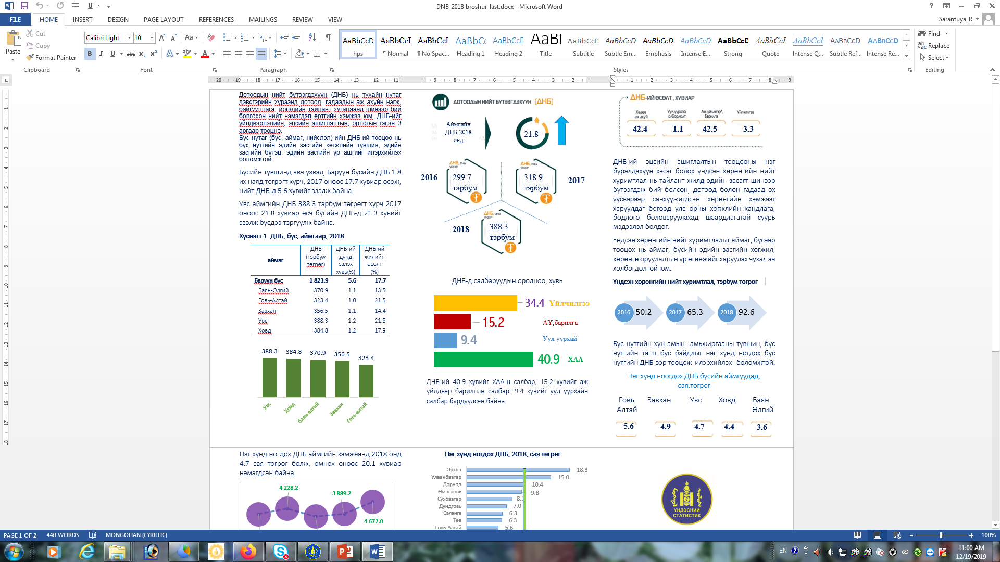 DNB-2018 broshur-last.docx - Microsoft Word
FILE HOME INSERT DESIGN PAGE LAYOUT REFERENCES MAILINGS REVIEW VIEW
Sarantuya_R
Paste
Cut
Copy
Format Painter
Clipboard
Calibri Light 10
Font
Paragraph
AaBbCcD hps
AaBbCcI ¶ Normal
AaBbCcI ¶ No Spac...
AaBbC Heading 1
AaBbCcD Heading 2
AaBl Title
AaBbCcD Subtitle
AaBbCcD Subtle Em...
AaBbCcD Emphasis
AaBbCcD Intense E...
AaBbCcD Strong
AaBbCcL Quote
AaBbCcL Intense Q...
AaBbCcD Subtle Ref...
AaBbCcD Intense Re...
Styles
Find
Replace
Select
Editing
Дотоодын нийт бүтээгдэхүүн (ДНБ) нь тухайн нутаг
дэвсгэрийн хүрээнд дотоод, гадаадын аж ахуйн нэгж,
байгууллага, иргэдийн тайлант хугацаанд шинээр бий
болгосон нийт нэмэгдэл өртгийн хэмжээ юм. ДНБ-ийг
үйлдвэрлэлийн, эцсийн ашиглалтын, орлогын гэсэн 3
аргаар тооцно.
Бүс нутаг (бүс, аймаг, нийслэл)-ийн ДНБ-ий тооцоо нь
бүс нутгийн эдийн засгийн хөгжлийн түвшин, эдийн
засгийн бүтэц, эдийн засгийн үр ашгийг илэрхийлэх
боломжтой.
Бүсийн түвшинд авч үзвэл, Баруун бүсийн ДНБ 1.8
их наяд төгрөгт хүрч, 2017 оноос 17.7 хувиар өсөж,
нийт ДНБ-д 5.6 хувийг эзэлж байна.
Увс аймгийн ДНБ 388.3 тэрбум төгрөгт хүрч 2017
оноос 21.8 хувиар өсч бүсийн ДНБ-д 21.3 хувийг
эзэлж бүсдээ тэргүүлж байна.
Хүснэгт 1. ДНБ, бүс, аймгаар, 2018
аймаг
ДНБ (тэрбум төгрөг)
ДНБ-ий дүнд эзлэх хувь(%)
ДНБ-ий жилийн өсөлт (%)
Баруун бүс 1 823.9 5.6 17.7
Баян-Өлгий 370.9 1.1 13.5
Говь-Алтай 323.4 1.0 21.5
Завхан 356.5 1.1 14.4
Увс 388.3 1.2 21.8
Ховд 384.8 1.2 17.9
388.3 384.8 370.9 356.5 323.4
Увс Ховд баян-өлгий Завхан Говь-алтай
ДОТООДЫН НИЙТ БҮТЭЭГДЭХҮҮН (ДНБ)
Аймгийн
ДНБ 2018
онд
21.8
ДНБ, ОНЫ ҮНЭЭР
2016 299.7 тэрбум
ДНБ, ОНЫ ҮНЭЭР
318.9 тэрбум 2017
ДНБ, ОНЫ ҮНЭЭР
2018 388.3 тэрбум
ДНБ-д салбаруудын оролцоо, хувь
34.4 Үйлчилгээ
15.2 АҮ,барилга
9.4 Уул уурхай
40.9 ХАА
ДНБ-ий 40.9 хувийг ХАА-н салбар, 15.2 хувийг аж
үйлдвэр барилгын салбар, 9.4 хувийг уул уурхайн
салбар бүрдүүлсэн байна.
ДНБ-ИЙ ӨСӨЛТ, ХУВИАР
Хөдөө аж ахуй
Уул уурхай, олборлолт
Аж үйлдвэр*, барилга
Үйлчилгээ
42.4 1.1 42.5 3.3
ДНБ-ий эцсийн ашиглалтын тооцооны нэг
бүрэлдэхүүн хэсэг болох үндсэн хөрөнгийн нийт
хуримтлал нь тайлант жилд эдийн засагт шинээр
бүтээгдэж бий болсон, дотоод болон гадаад эх
үүсвэрээр санхүүжигдсэн хөрөнгийн хэмжээг
харуулдаг бөгөөд улс орны хөгжлийн хандлага,
бодлого боловсруулахад шаардлагатай суурь
мэдээлэл болдог.
Үндсэн хөрөнгийн нийт хуримтлалыг аймаг, бүсээр
тооцох нь аймаг, бүсийн эдийн засгийн хөгжил,
хөрөнгө оруулалтын үр өгөөжийг харуулах чухал ач
холбогдолтой юм.
Үндсэн хөрөнгийн нийт хуримтлал, тэрбум төгрөг
2016 50.2 2017 65.3 2018 92.6
Бүс нутгийн хүн амын амьжиргааны түвшин, бүс
нутгийн тэгш бус байдлыг нэг хүнд ногдох бүс
нутгийн ДНБ-ээр тооцож илэрхийлэх боломжтой.
Нэг хүнд ноогдох ДНБ бүсийн аймгуудад,
сая.төгрөг
Говь Алтай Завхан Увс Ховд Баян Өлгий
5.6 4.9 4.7 4.4 3.6
Нэг хүнд ногдох ДНБ аймгийн хэмжээнд 2018 онд
4.7 сая төгрөг болж, өмнөх оноос 20.1 хувиар
нэмэгдсэн байна.
4 228.2
3 889.2
4 672.0
Нэг хүнд ногдох ДНБ, 2018, сая төгрөг
Орхон 18.3
Улаанбаатар 15.0
Дорнод 10.4
Өмнөговь 9.8
Сүхбаатар 8.
Дундговь 7.0
Сэлэнгэ 6.3
Төв 6.3
Говь-Алтай 5.6
ҮНДЭСНИЙ
СТАТИСТИК
PAGE 1 OF 2 440 WORDS MONGOLIAN (CYRILLIC) 100%
EN 11:00 AM
12/19/2019